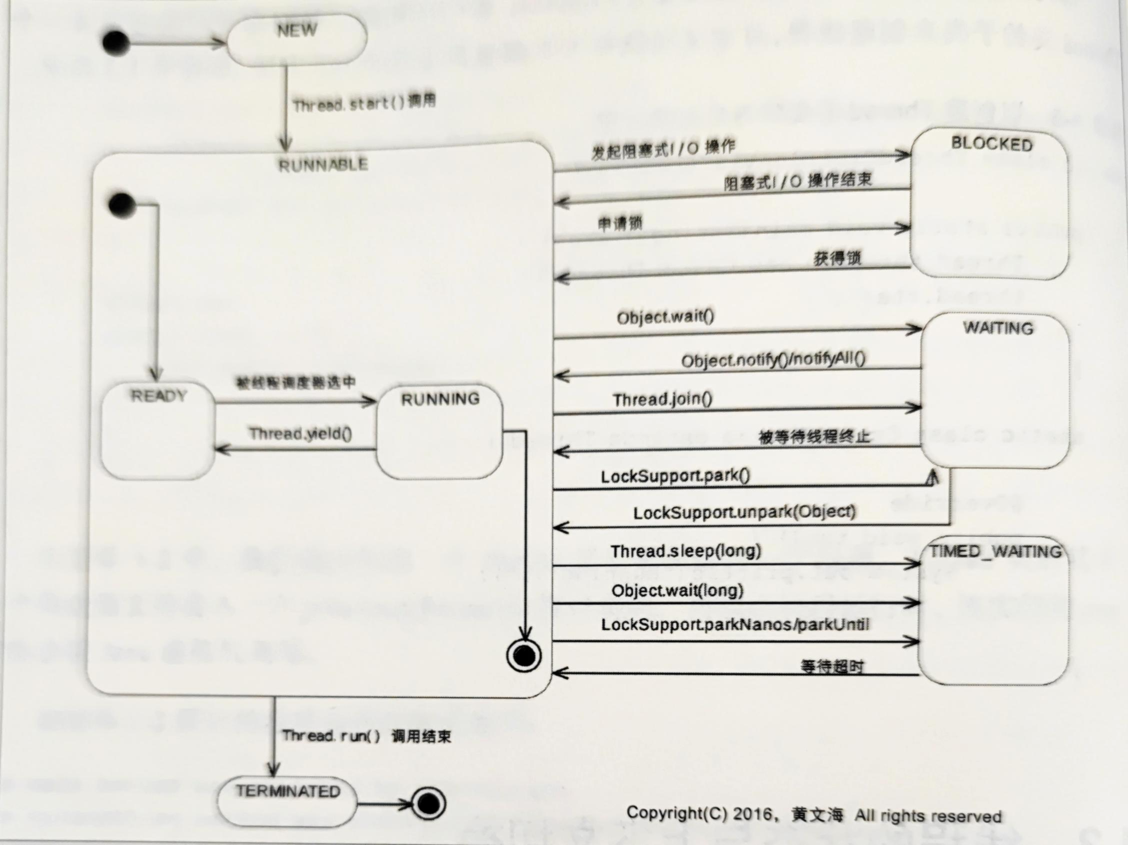 NEW
Thread.start()调用
RUNNABLE
发起阻塞式I/O 操作
BLOCKED
阻塞式I/O 操作结束
申请锁
获得锁
Object.wait()
WAITING
Object.notify()/notifyAll()
READY
被线程调度器选中
RUNNING
Thread.join()
Thread.yield()
被等待线程终止
LockSupport.park()
LockSupport.unpark(Object)
Thread.sleep(long)
TIMED_WAITING
Object.wait(long)
LockSupport.parkNanos/parkUntil
等待超时
Thread.run() 调用结束
TERMINATED
Copyright(C) 2016, 黄文海 All rights reserved